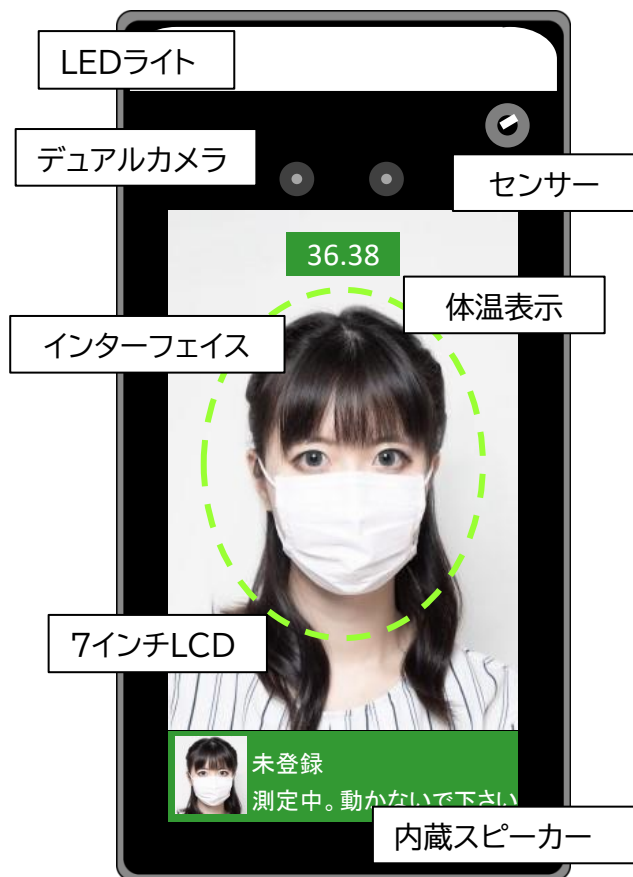 LEDライト
デュアルカメラ
センサー
36.38
体温表示
インターフェイス
7インチLCD
未登録
測定中。動かないで下さい
内蔵スピーカー